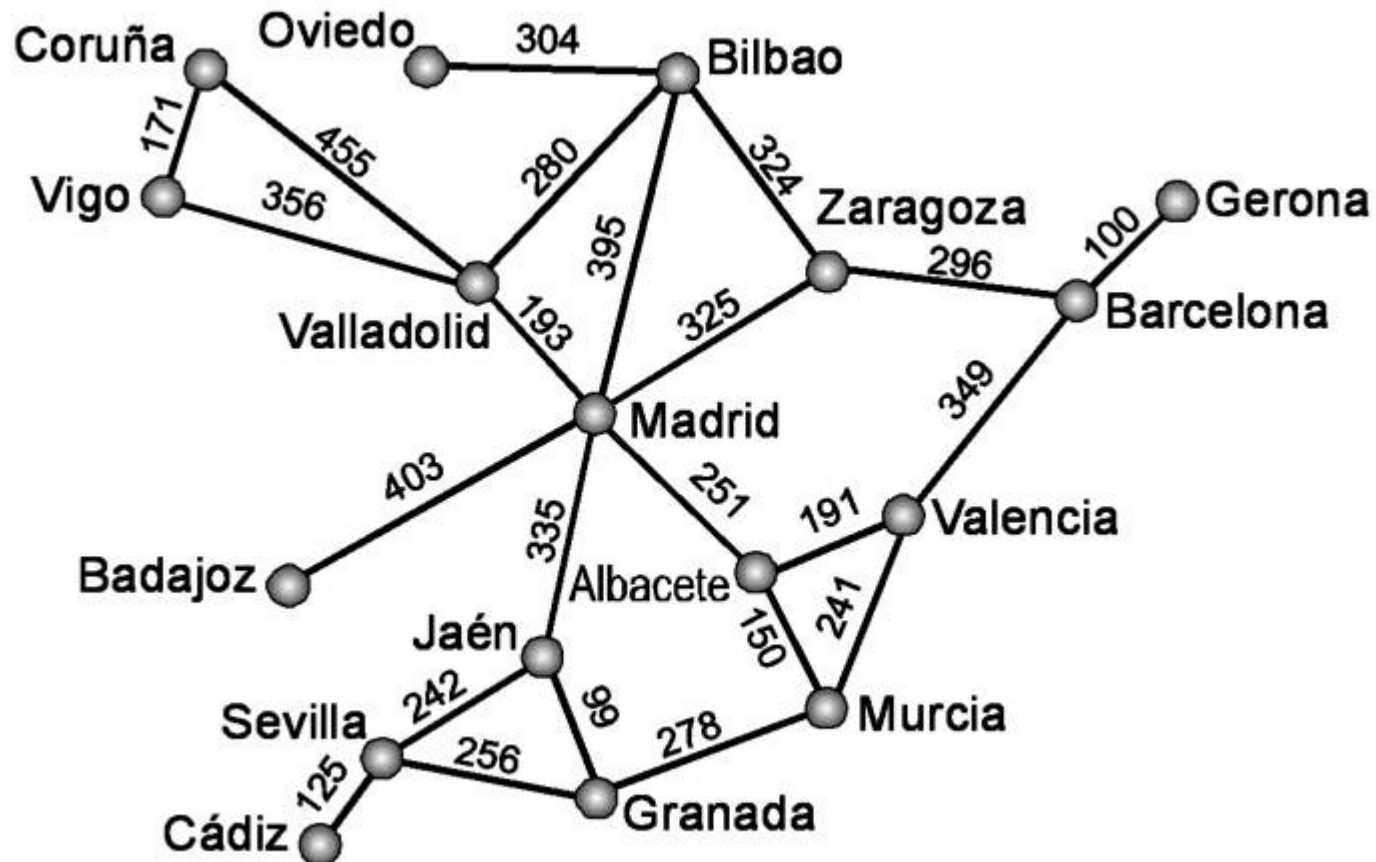 Coruña
Oviedo
304
Bilbao
171
455
280
324
Vigo
356
395
Zaragoza
100
Gerona
296
Valladolid
193
325
Barcelona
349
Madrid
403
335
251
191
Valencia
Badajoz
Albacete
150
241
Jaén
242
99
278
Murcia
Sevilla
256
125
Cádiz
Granada